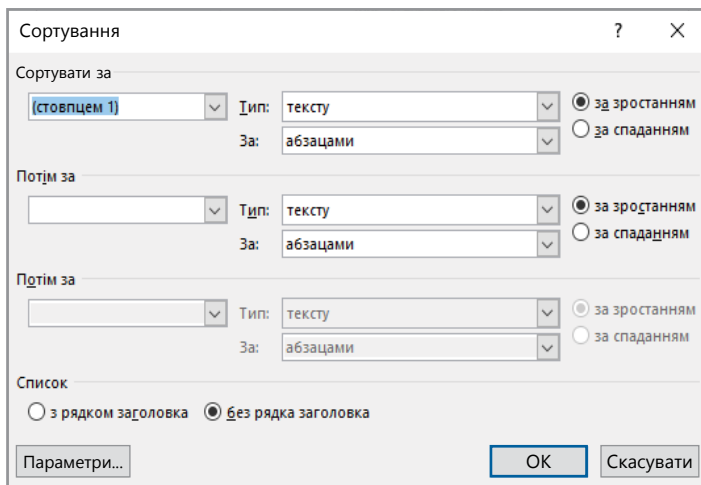 Сортування ? ×
Сортувати за
(стовпцем 1) Тип: тексту за зростанням
За: абзацами за спаданням
Потім за
Тип: тексту за зростанням
За: абзацами за спаданням
Потім за
Тип: тексту за зростанням
За: абзацами за спаданням
Список
з рядком заголовка без рядка заголовка
Параметри... OK Скасувати